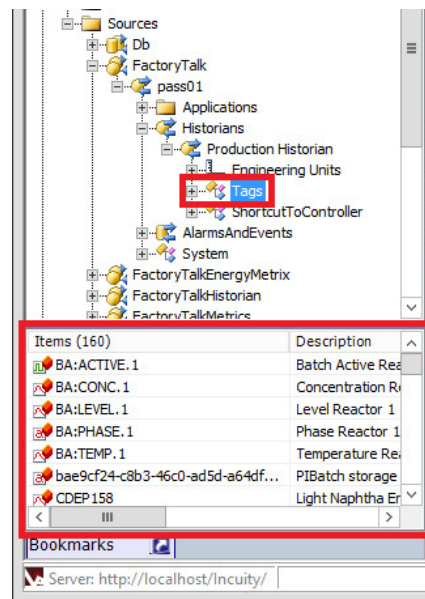 Sources
Db
FactoryTalk
pass01
Applications
Historians
Production Historian
Engineering Units
Tags
ShortcutToController
AlarmsAndEvents
System
FactoryTalkEnergyMetrix
FactoryTalkHistorian
FactoryTalkMetrics
Items (160) Description
BA:ACTIVE.1 Batch Active Rea
BA:CONC.1 Concentration R
BA:LEVEL.1 Level Reactor 1
BA:PHASE.1 Phase Reactor 1
BA:TEMP.1 Temperature Rea
bae9cf24-c8b3-46c0-ad5d-a64df... PIBatch storage
CDEP158 Light Naphtha En
Bookmarks
Server: http://localhost/Incuity/